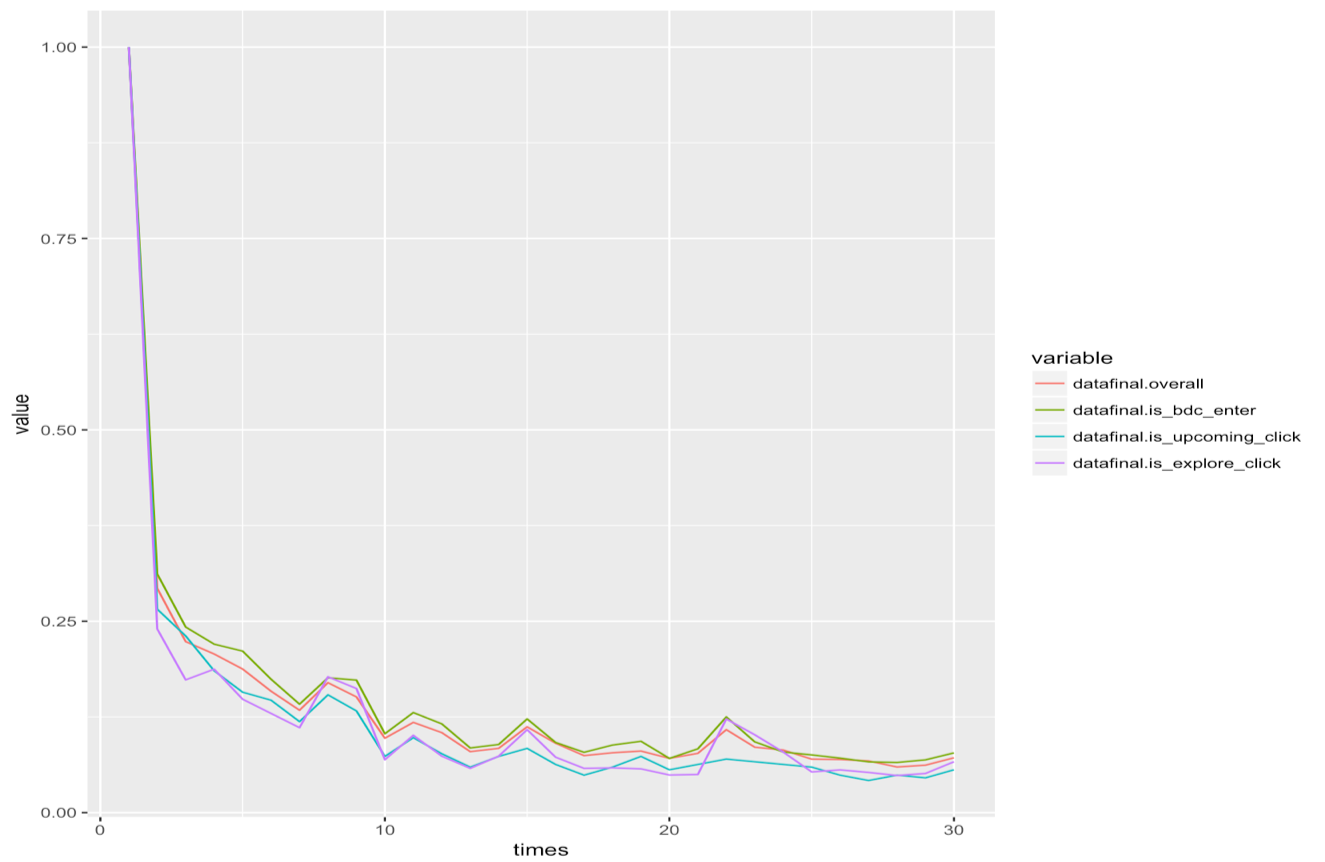 1.00
0.75
0.50
0.25
0.00
value
0
10
20
30
times
variable
datafinal.overall
datafinal.is_bdc_enter
datafinal.is_upcoming_click
datafinal.is_explore_click